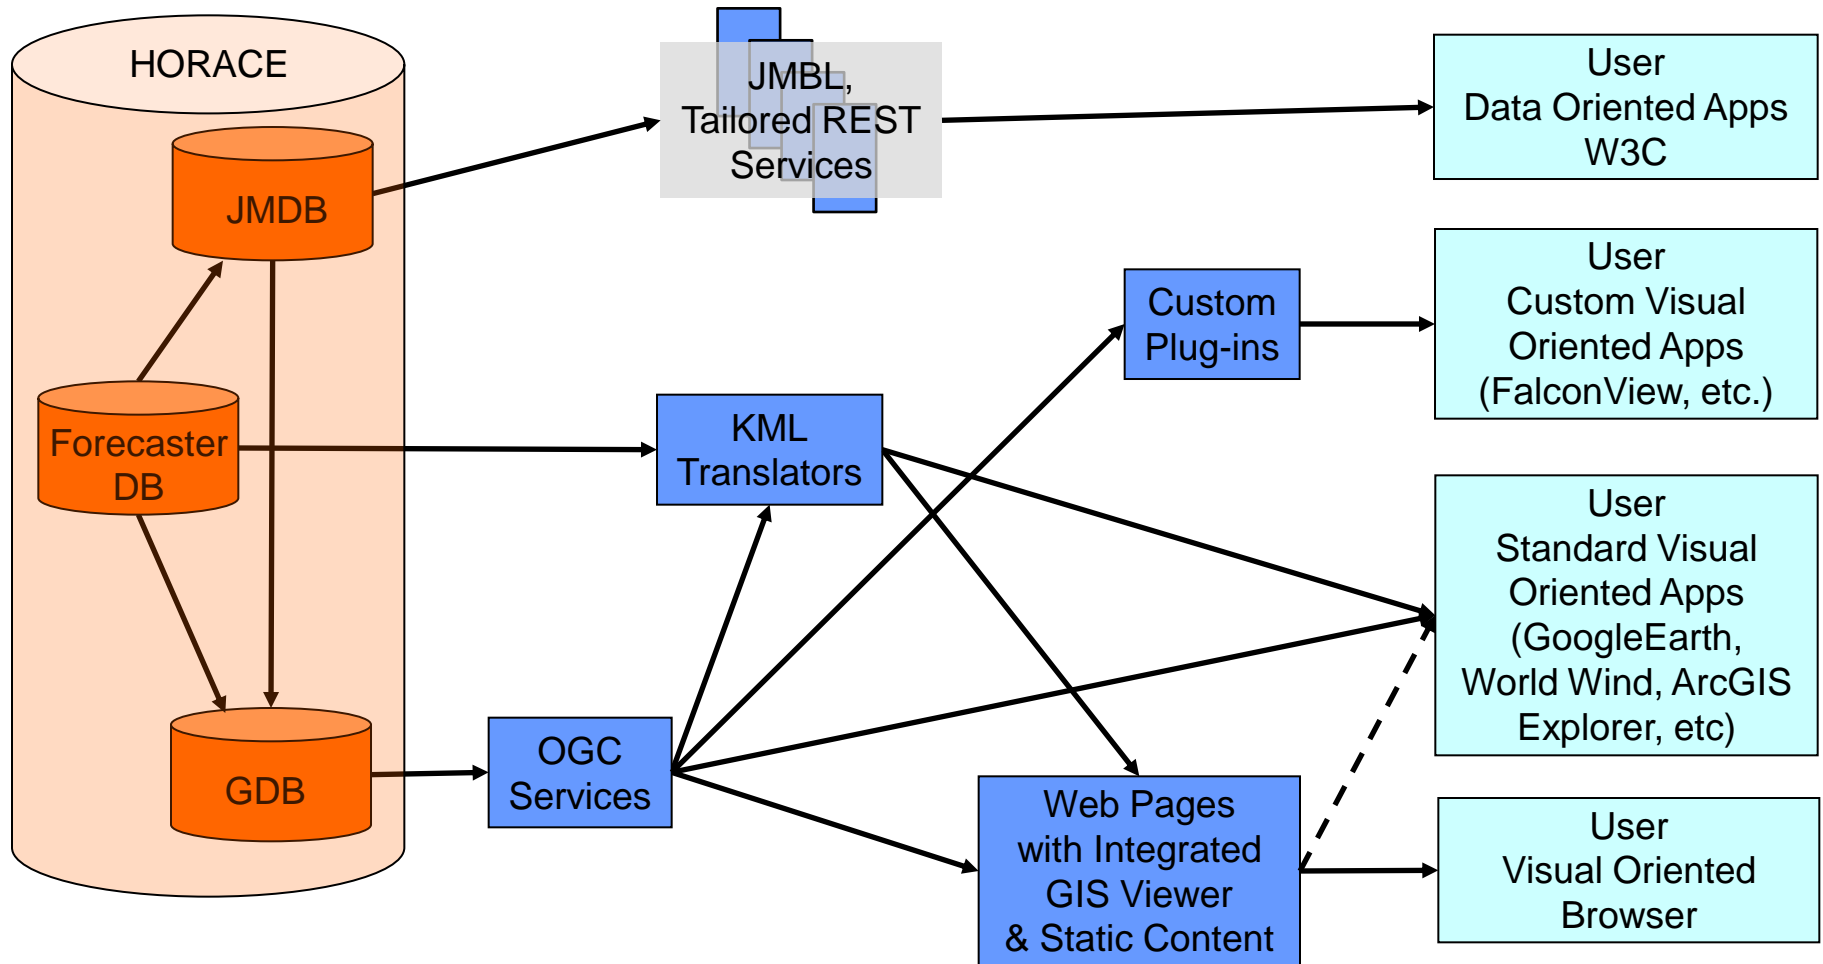 HORACE
JMDB
Forecaster
DB
GDB
JMBL,
Tailored REST
Services
KML
Translators
OGC
Services
Custom
Plug-ins
Web Pages
with Integrated
GIS Viewer
& Static Content
User
Data Oriented Apps
W3C
User
Custom Visual
Oriented Apps
(FalconView, etc.)
User
Standard Visual
Oriented Apps
(GoogleEarth,
World Wind, ArcGIS
Explorer, etc)
User
Visual Oriented
Browser